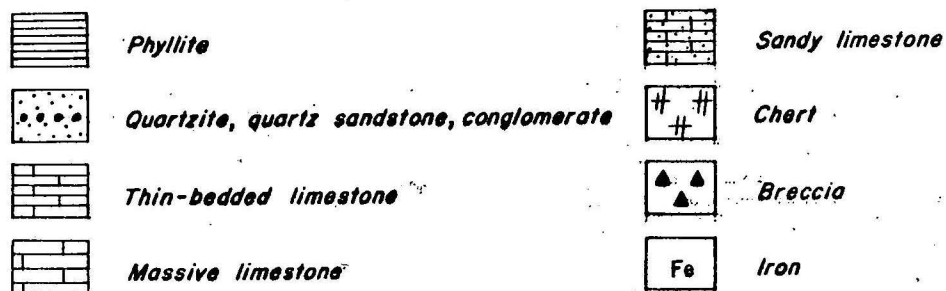 Phyllite
Quartzite, quartz sandstone, conglomerate
Thin-bedded limestone
Massive limestone
Sandy limestone
Chert
Breccia
Fe
Iron